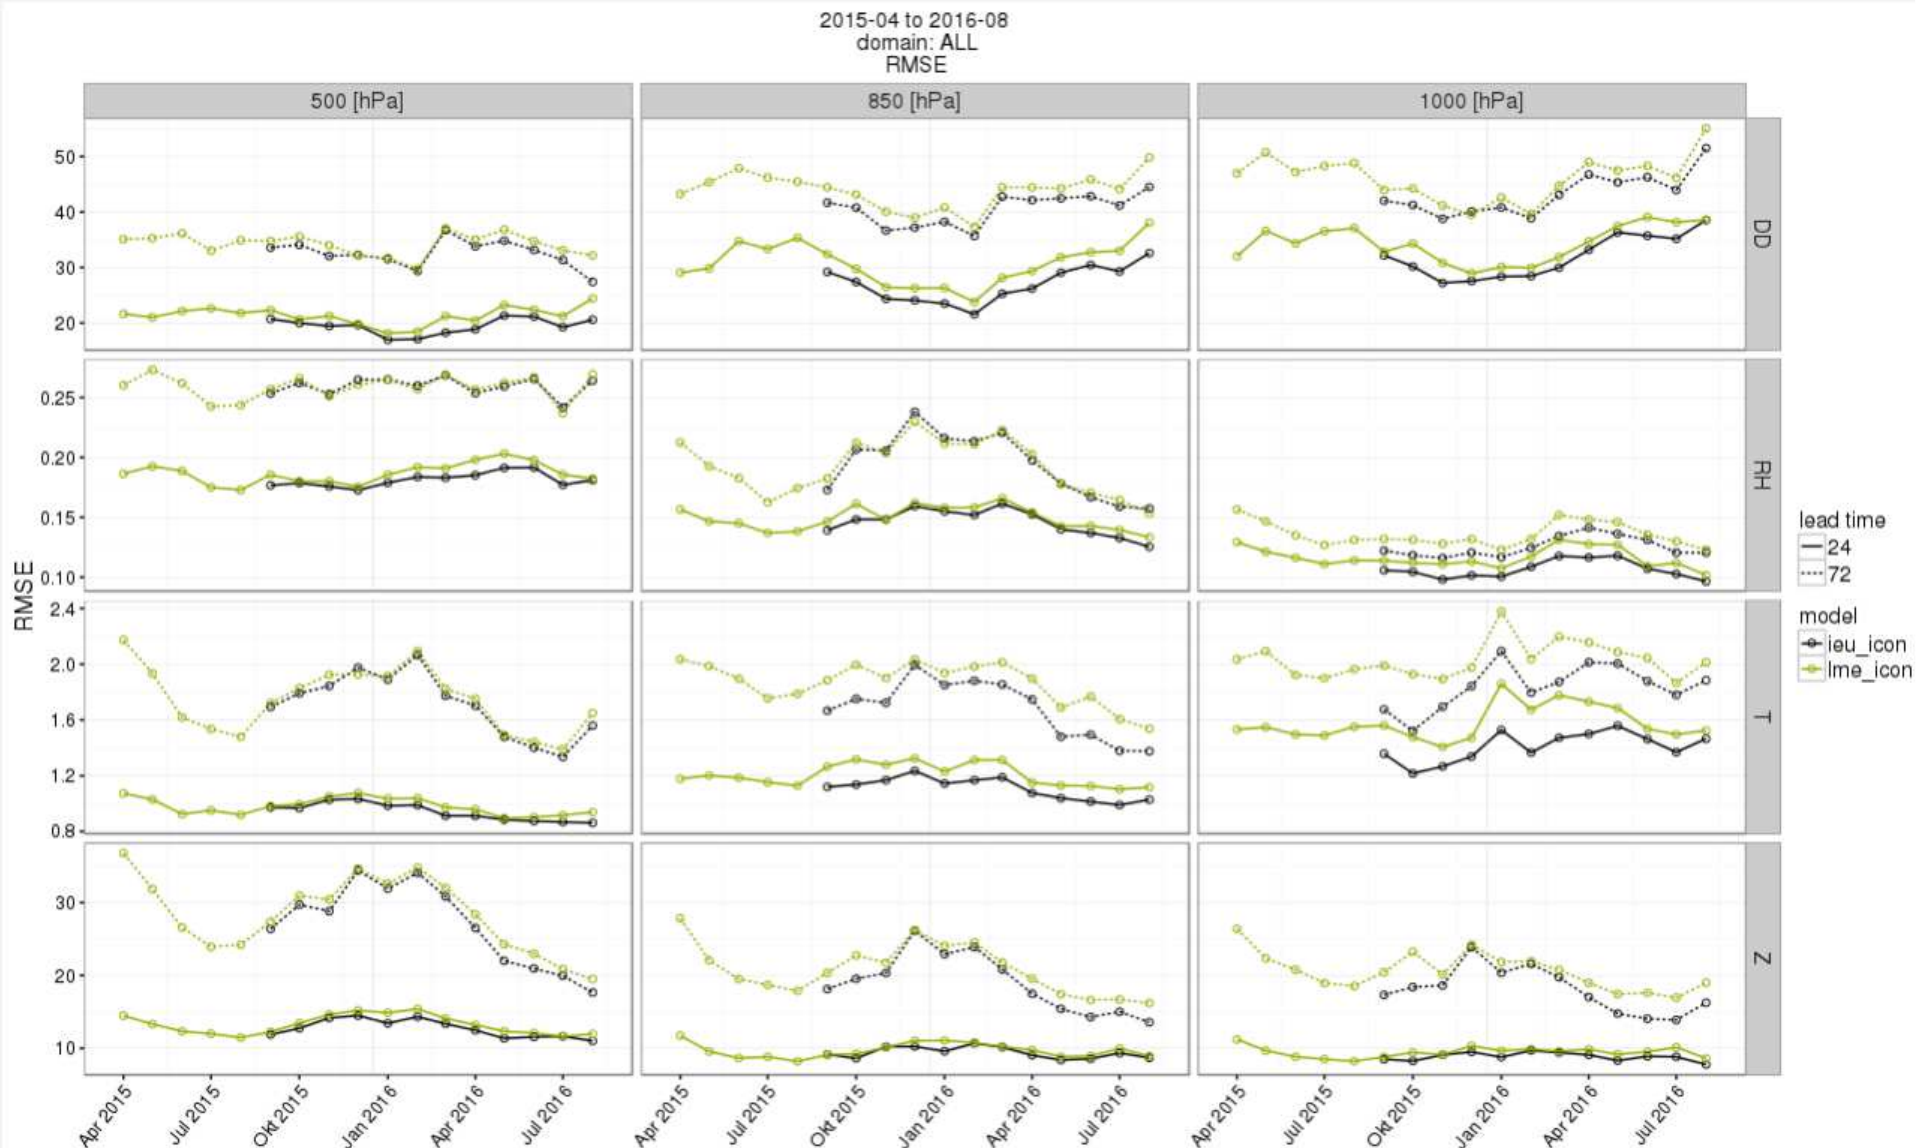 2015-04 to 2016-08
domain: ALL
RMSE
500 [hPa]
850 [hPa]
1000 [hPa]
50
40
30
20
DD
0.25
0.20
0.15
0.10
RH
2.4
2.0
1.6
1.2
0.8
T
30
20
10
Z
RMSE
Apr 2015
Jul 2015
Okt 2015
Jan 2016
Apr 2016
Jul 2016
Apr 2015
Jul 2015
Okt 2015
Jan 2016
Apr 2016
Jul 2016
Apr 2015
Jul 2015
Okt 2015
Jan 2016
Apr 2016
Jul 2016
lead time
24
72
model
ieu_icon
lme_icon